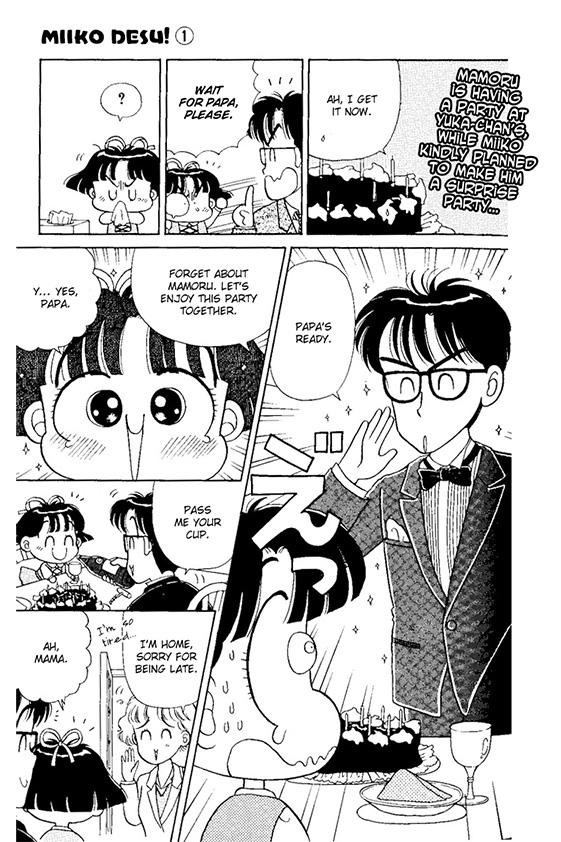 MIIKO DESU! ①
MAMORU
IS HAVING
A PARTY AT
YUKA-CHAN'S,
WHILE MIIKO
KINDLY PLANNED
TO MAKE HIM
A SURPRISE
PARTY...
AH, I GET
IT NOW.
WAIT
FOR PAPA,
PLEASE.
?
PAPA'S
READY.
FORGET ABOUT
MAMORU. LET'S
ENJOY THIS PARTY
TOGETHER.
Y... YES,
PAPA.
PASS
ME YOUR
CUP.
I'm so
tired...
I'M HOME,
SORRY FOR
BEING LATE.
AH,
MAMA.